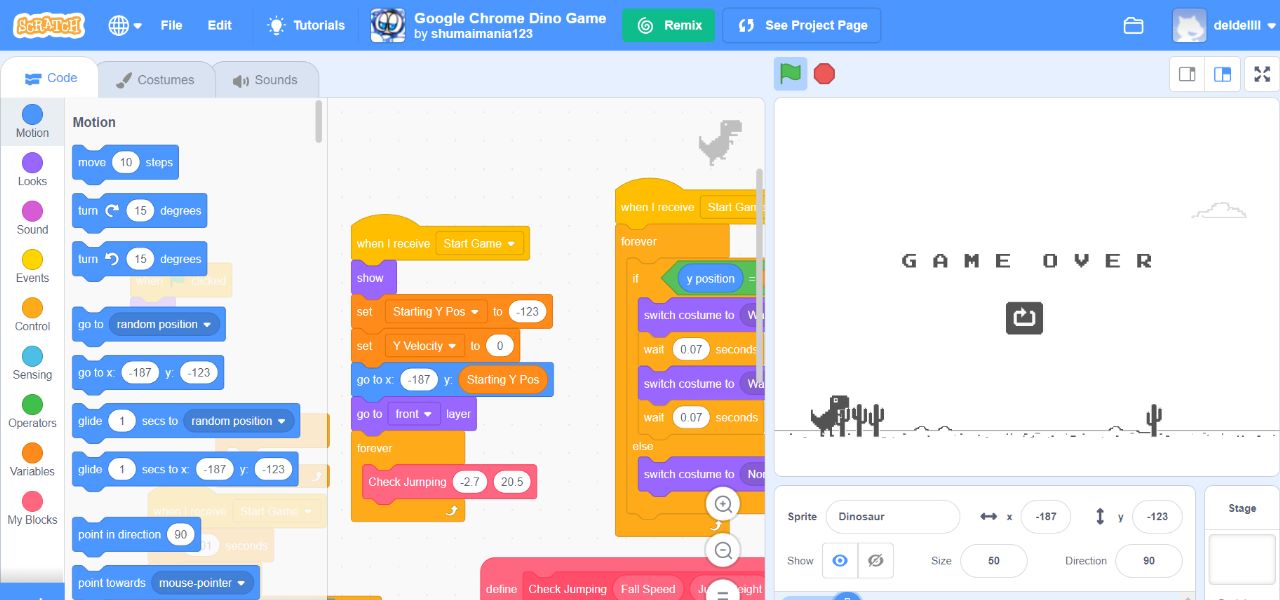 SCRATCH
File
Edit
Tutorials
Google Chrome Dino Game
by shumaimania123
Remix
See Project Page
deldellll
Code
Costumes
Sounds
Motion
Looks
Sound
Events
Control
Sensing
Operators
Variables
My Blocks
Motion
move 10 steps
turn 15 degrees
turn 15 degrees
when clicked
go to random position
go to x: -187 y: -123
glide 1 secs to random position
glide 1 secs to x: -187 y: -123
when I receive Start Game
point in direction 90
seconds
point towards mouse-pointer
when I receive Start Game
show
set Starting Y Pos to -123
set Y Velocity to 0
go to x: -187 y: Starting Y Pos
go to front layer
forever
Check Jumping -2.7 20.5
when I receive Start Gam
forever
if y position =
switch costume to Wa
wait 0.07 seconds
switch costume to Wa
wait 0.07 seconds
else
switch costume to Nor
define Check Jumping Fall Speed
GAME OVER
Sprite Dinosaur x -187 y -123
Show Size 50 Direction 90
Stage